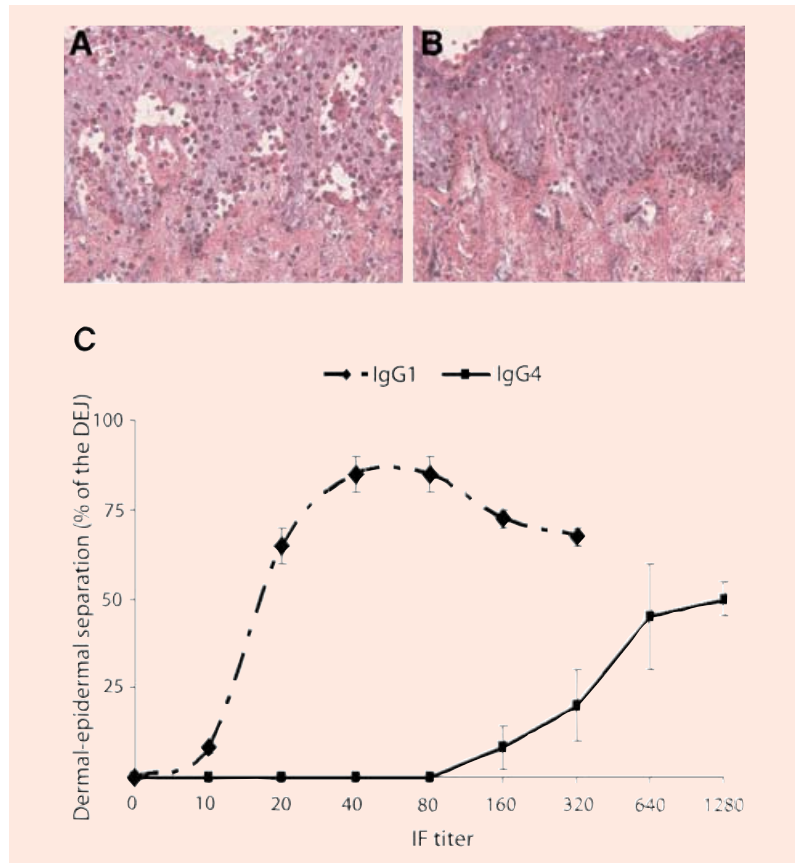 A
B
C
IgG1
IgG4
Dermal-epidermal separation (% of the DEJ)
100
75
50
25
0 10 20 40 80 160 320 640 1280
IF titer